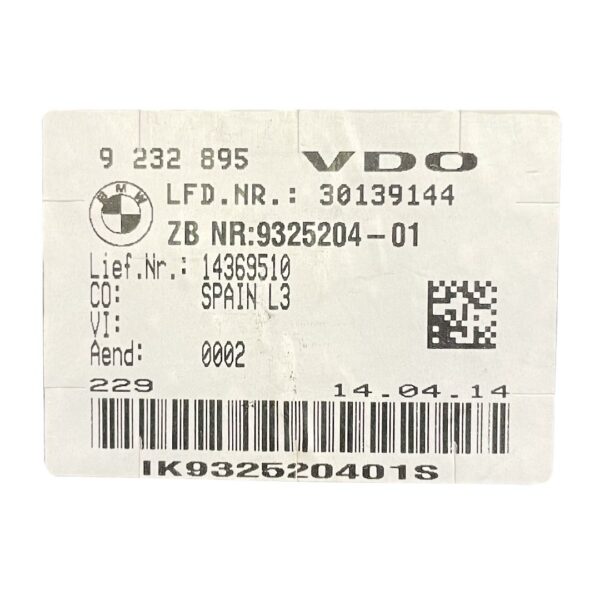 9 232 895 VDO
BMW LFD.NR.: 30139144
ZB NR:9325204-01
Lief.Nr.: 14369510
CO: SPAIN L3
VI:
Aend: 0002
229 14.04.14
IK932520401S